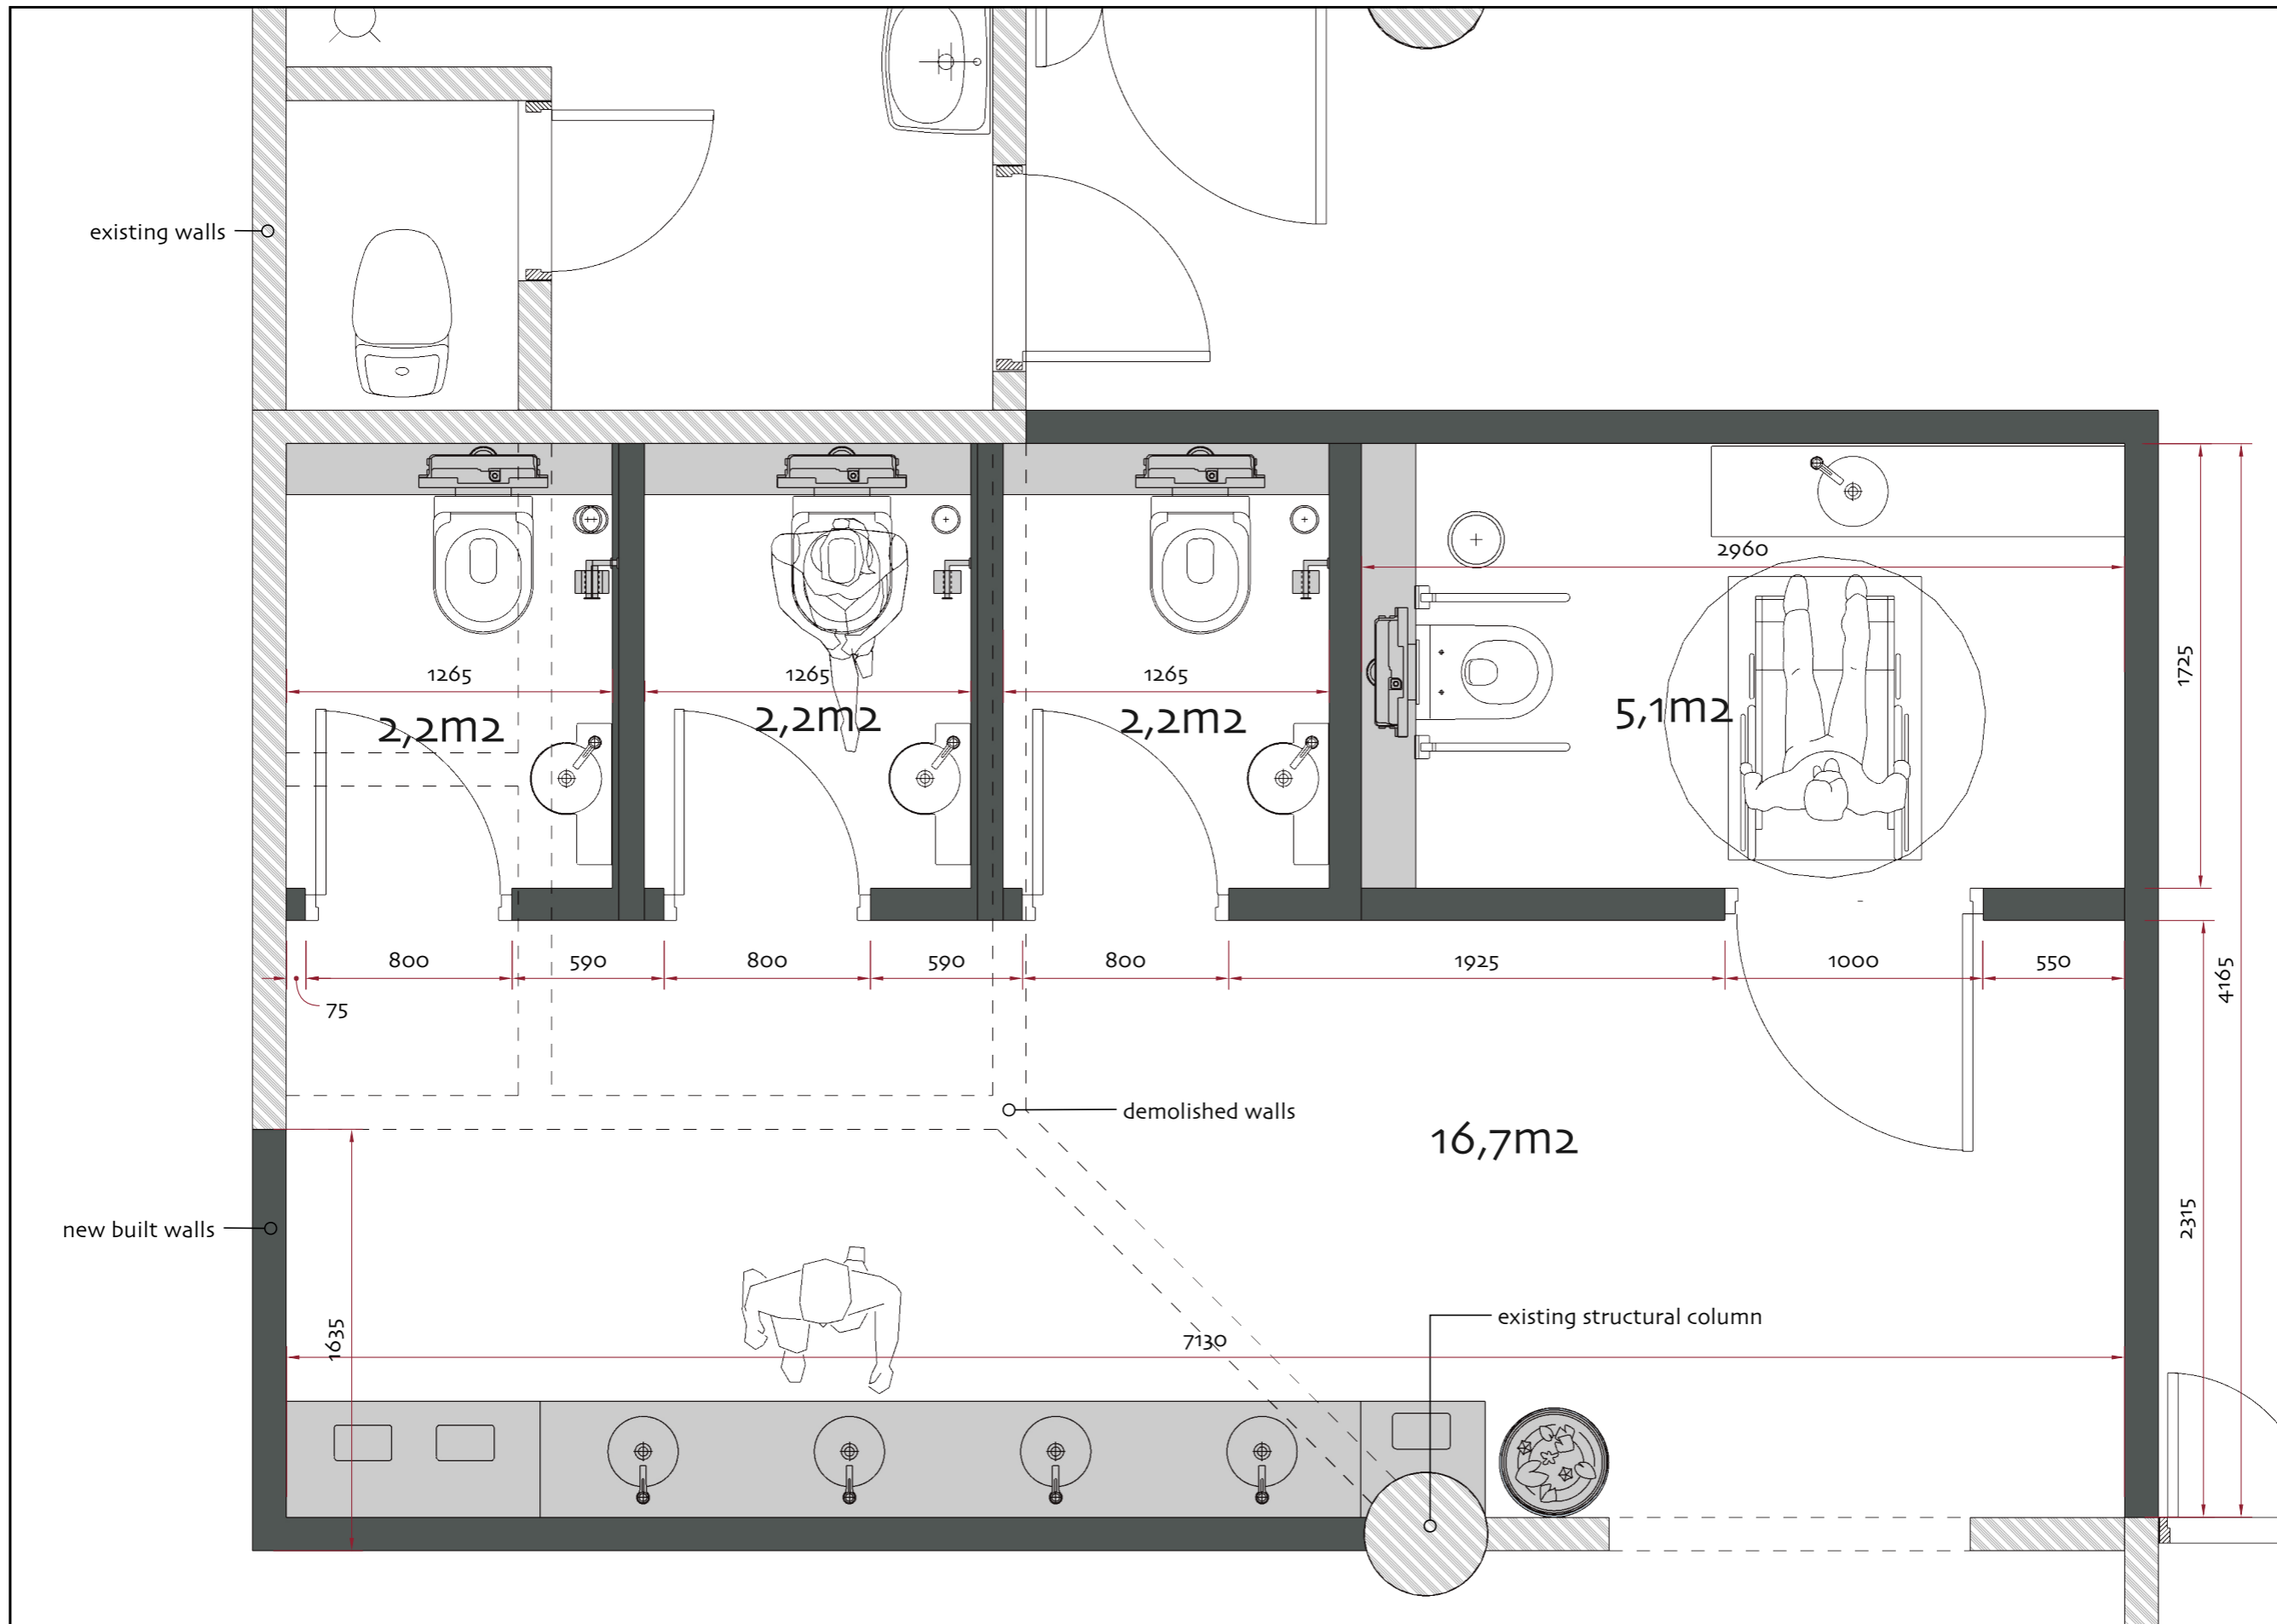 existing walls
2960
1265
1265
1265
1725
2,2m2
2,2m2
2,2m2
5,1m2
800
590
800
590
800
1925
1000
550
75
4165
demolished walls
16,7m2
new built walls
2315
existing structural column
1635
7130